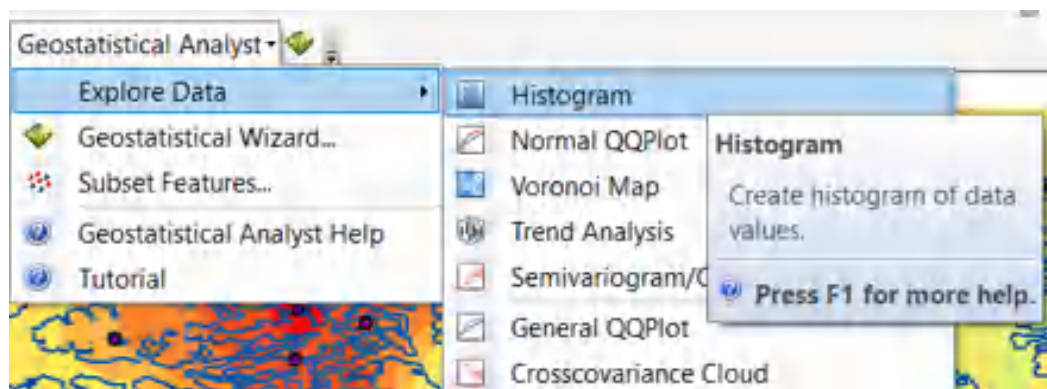 Geostatistical Analyst
Explore Data
Geostatistical Wizard...
Subset Features...
Geostatistical Analyst Help
Tutorial
Histogram
Normal QQPlot
Voronoi Map
Trend Analysis
Semivariogram/C
General QQPlot
Crosscovariance Cloud
Histogram
Create histogram of data
values.
Press F1 for more help.